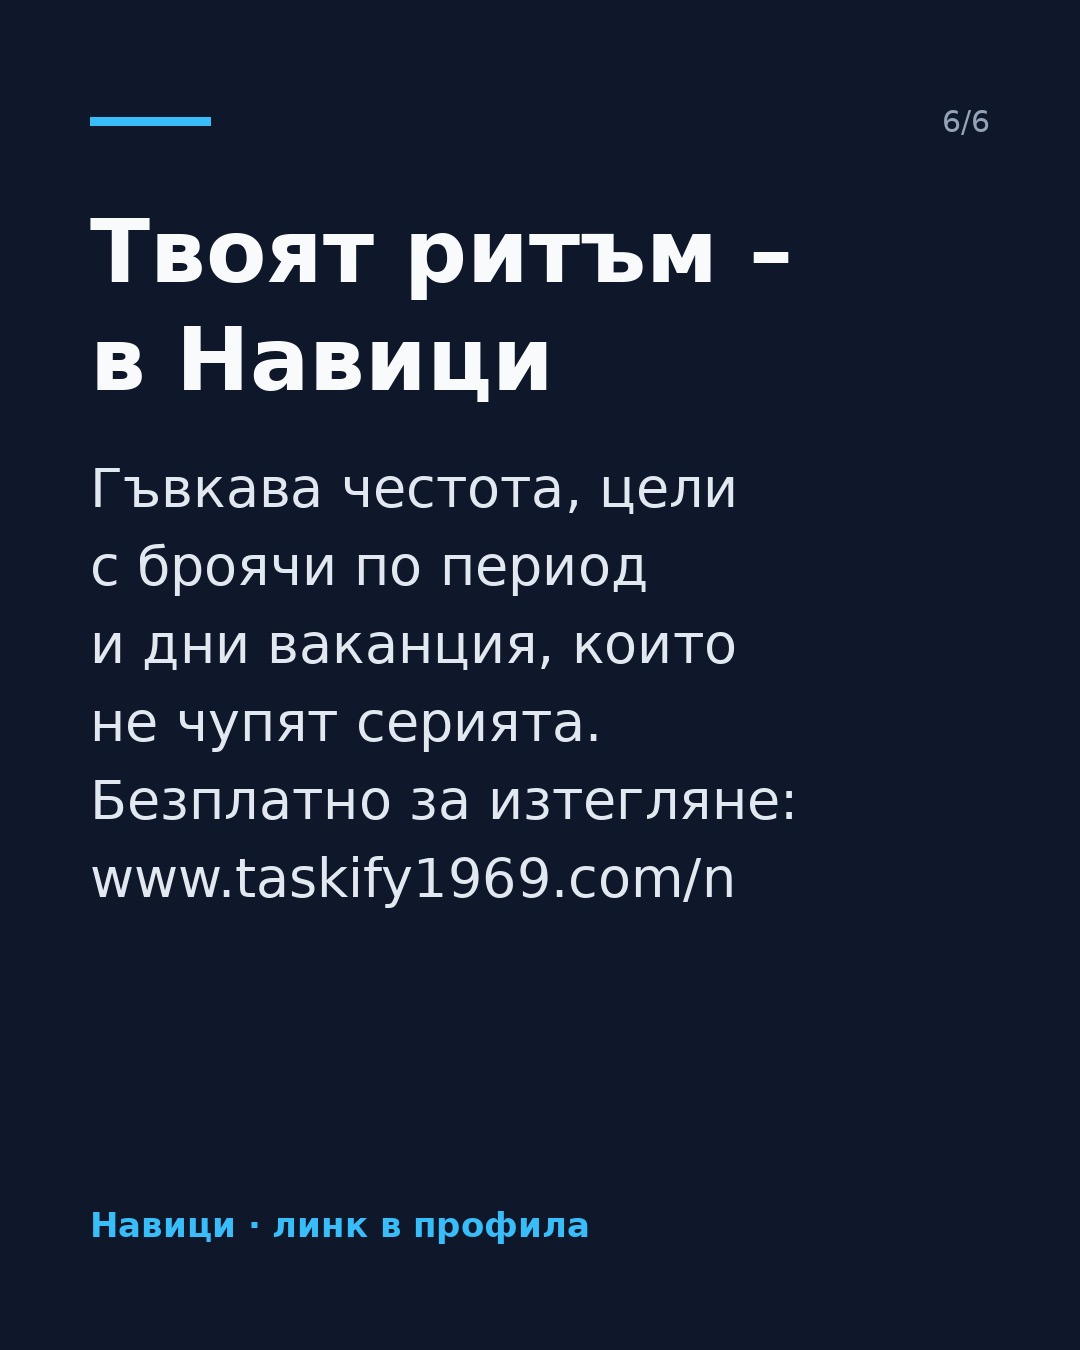 6/6
Твоят ритъм –
в Навици
Гъвкава честота, цели
с броячи по период
и дни ваканция, които
не чупят серията.
Безплатно за изтегляне:
www.taskify1969.com/n
Навици · линк в профила